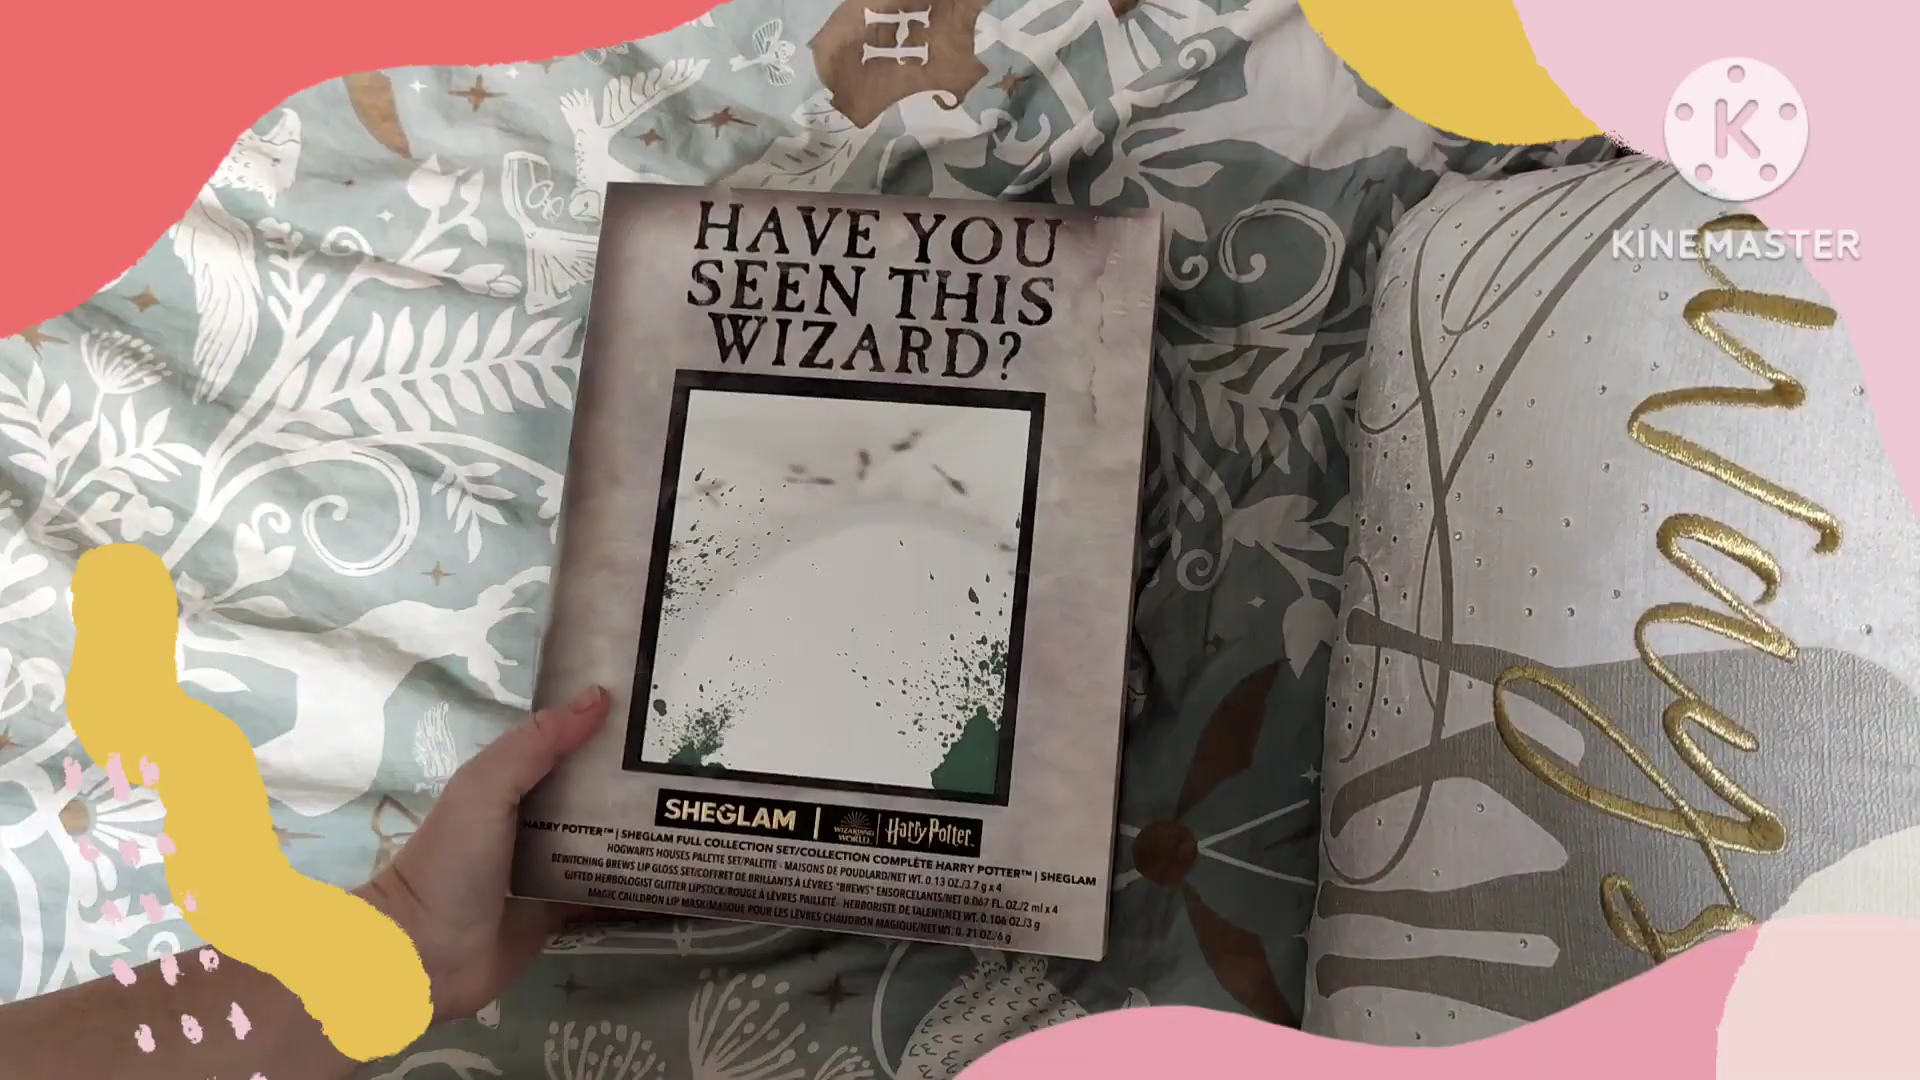 H
K
KINEMASTER
HAVE YOU
SEEN THIS
WIZARD?
SHEGLAM | WIZARDING WORLD | Harry Potter
HARRY POTTER™ | SHEGLAM FULL COLLECTION SET/COLLECTION COMPLÈTE HARRY POTTER™ | SHEGLAM
HOGWARTS HOUSES PALETTE SET/PALETTE - MAISONS DE POUDLARD/NET WT. 0.13 OZ./3.7 g x 4
BEWITCHING BREWS LIP GLOSS SET/COFFRET DE BRILLANTS À LÈVRES "BREWS" ENSORCELANTS/NET 0.067 FL. OZ./2 ml x 4
GIFTED HERBOLOGIST GLITTER LIPSTICK/ROUGE À LÈVRES PAILLETÉ - HERBORISTE DE TALENT/NET WT. 0.106 OZ./3 g
MAGIC CAULDRON LIP MASK/MASQUE POUR LES LÈVRES CHAUDRON MAGIQUE/NET WT. 0.21 OZ./6 g